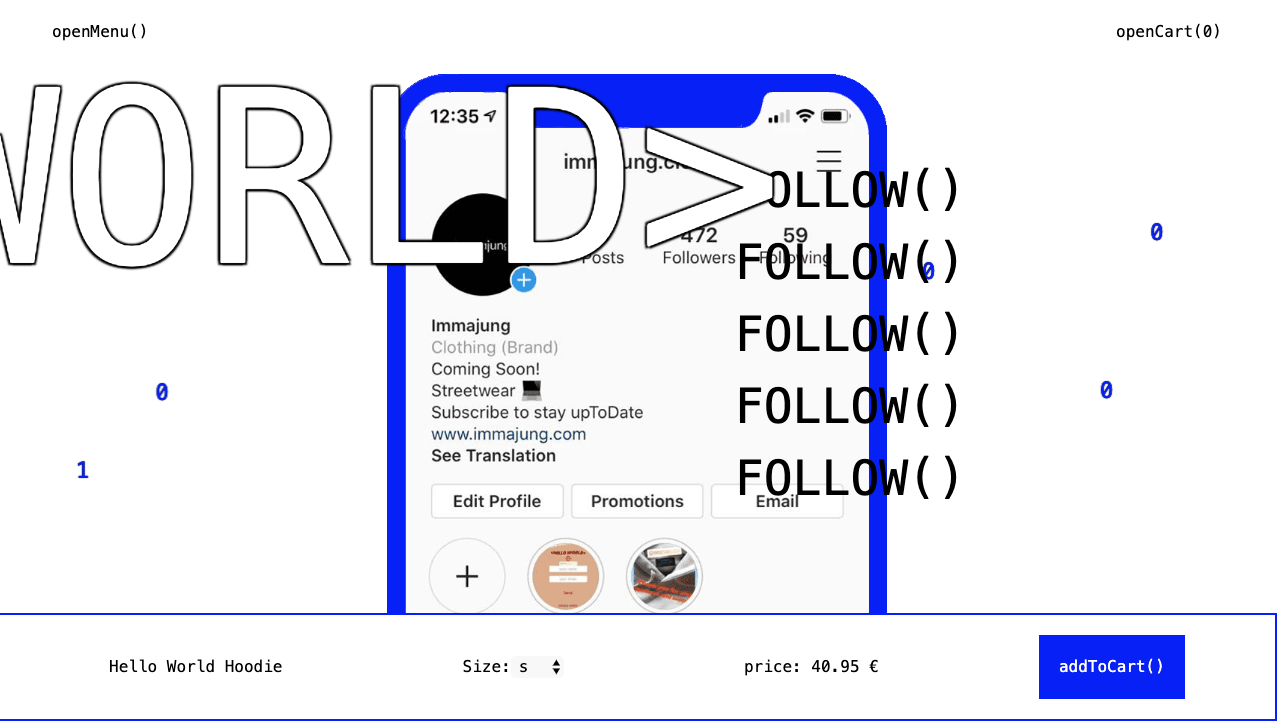 openMenu()
openCart(0)
WORLD>
12:35
FOLLOW()
472
59
Posts
Followers
Following
FOLLOW()
0
0
FOLLOW()
FOLLOW()
FOLLOW()
Immajung
Clothing (Brand)
Coming Soon!
Streetwear 💻
Subscribe to stay upToDate
www.immajung.com
See Translation
0
0
1
Edit Profile
Promotions
Email
+
Hello World Hoodie
Size: s
price: 40.95 €
addToCart()